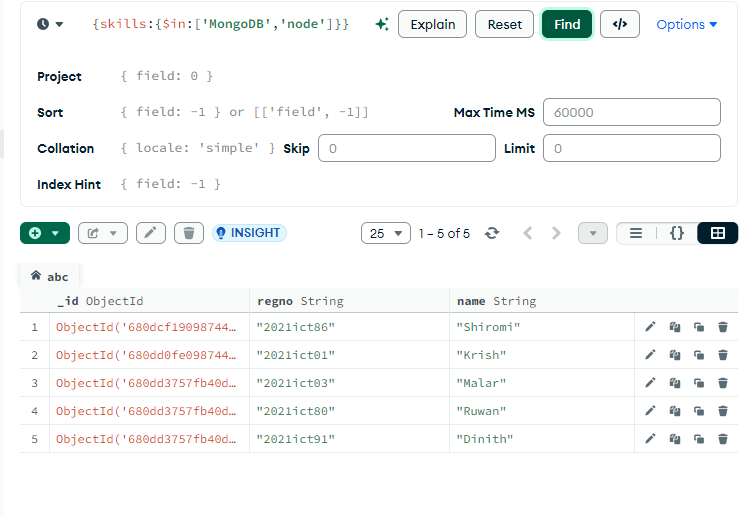 {skills:{$in:['MongoDB','node']}} Explain Reset Find </> Options
Project { field: 0 }
Sort { field: -1 } or [['field', -1]] Max Time MS 60000
Collation { locale: 'simple' } Skip 0 Limit 0
Index Hint { field: -1 }
INSIGHT 25 1 – 5 of 5 {}
abc
_id ObjectId regno String name String
1 ObjectId('680dcf19098744… "2021ict86" "Shiromi"
2 ObjectId('680dd0fe098744… "2021ict01" "Krish"
3 ObjectId('680dd3757fb40d… "2021ict03" "Malar"
4 ObjectId('680dd3757fb40d… "2021ict80" "Ruwan"
5 ObjectId('680dd3757fb40d… "2021ict91" "Dinith"